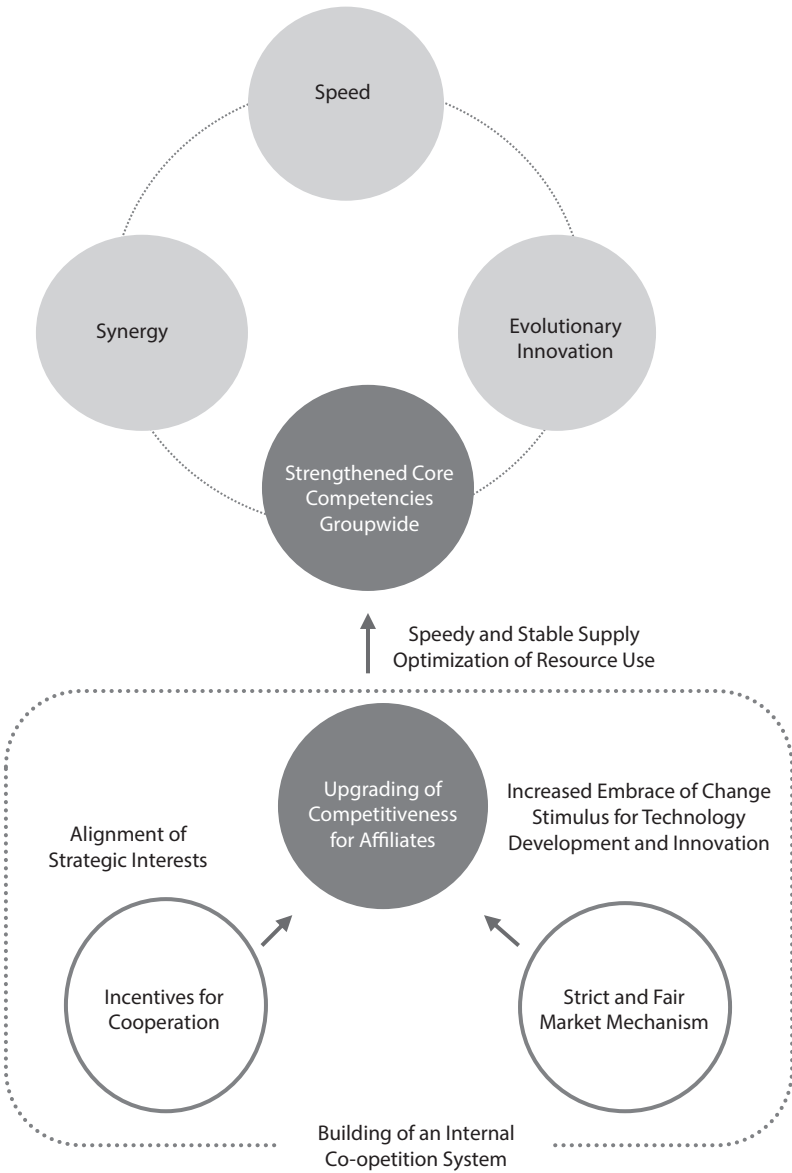 Speed
Synergy
Evolutionary
Innovation
Strengthened Core
Competencies
Groupwide
Speedy and Stable Supply
Optimization of Resource Use
Upgrading of
Competitiveness
for Affiliates
Increased Embrace of Change
Stimulus for Technology
Development and Innovation
Alignment of
Strategic Interests
Incentives for
Cooperation
Strict and Fair
Market Mechanism
Building of an Internal
Co-opetition System